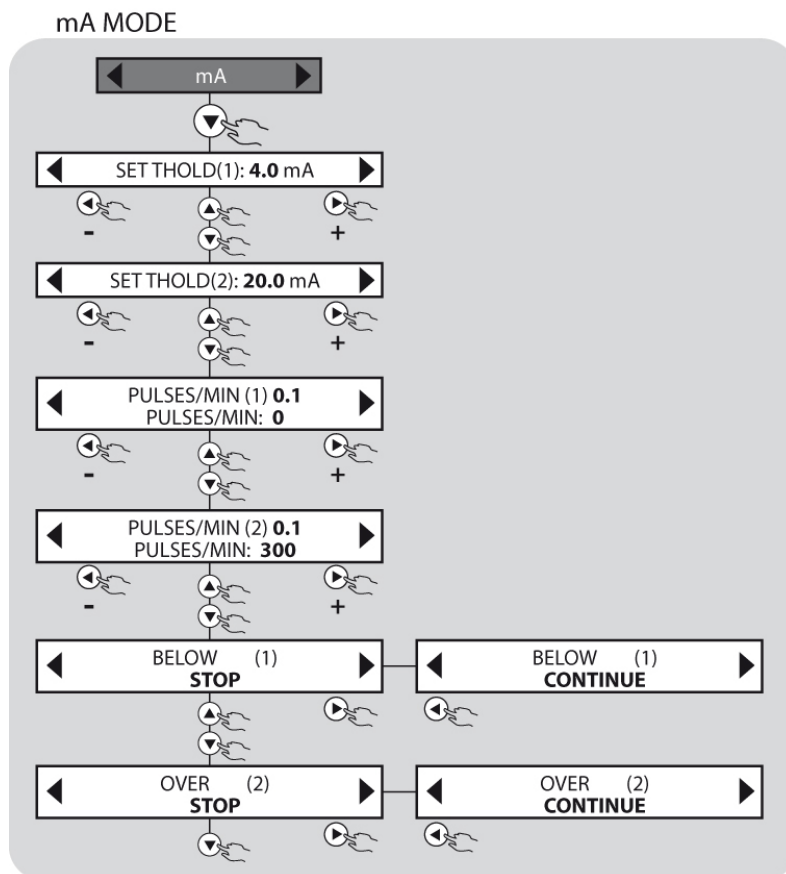 mA MODE
mA
SET THOLD(1): 4.0 mA
- +
SET THOLD(2): 20.0 mA
- +
PULSES/MIN (1) 0.1
PULSES/MIN: 0
- +
PULSES/MIN (2) 0.1
PULSES/MIN: 300
- +
BELOW (1)
STOP
BELOW (1)
CONTINUE
OVER (2)
STOP
OVER (2)
CONTINUE